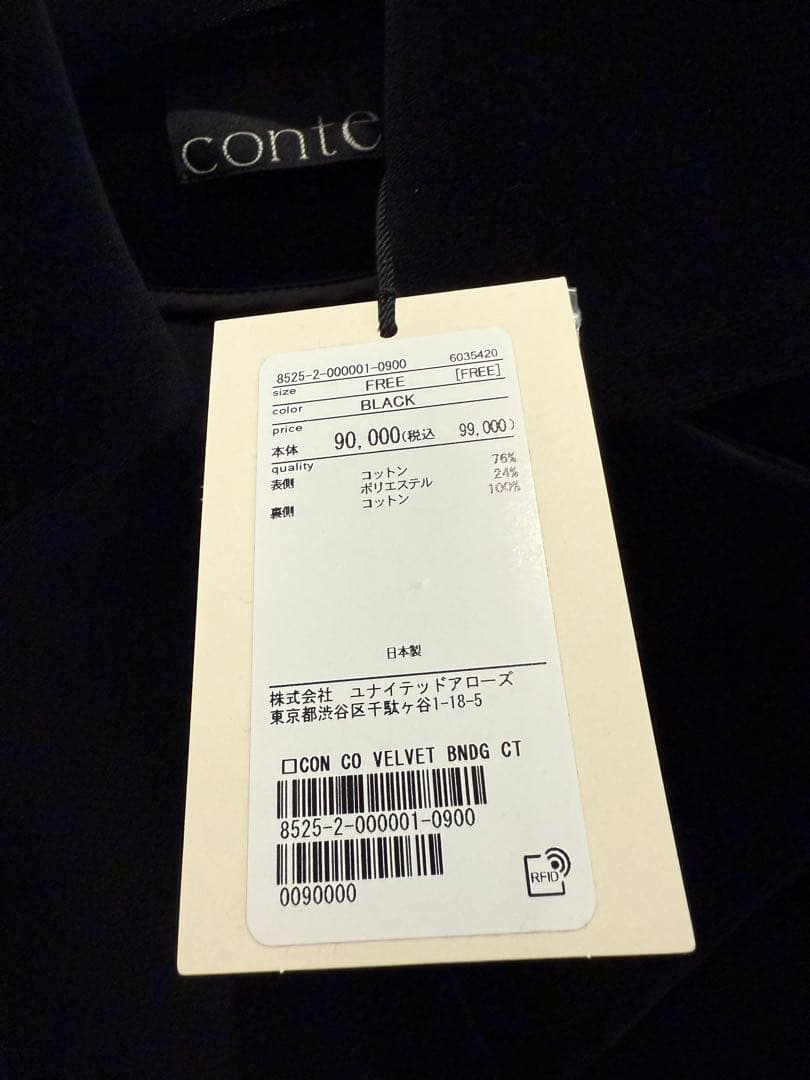 conte
8525-2-000001-0900 6035420
size FREE [FREE]
color BLACK
price
本体 90,000(税込 99,000)
quality
表側 コットン 76%
ポリエステル 24%
裏側 コットン 100%
日本製
株式会社 ユナイテッドアローズ
東京都渋谷区千駄ヶ谷1-18-5
□CON CO VELVET BNDG CT
8525-2-000001-0900
0090000
RFID